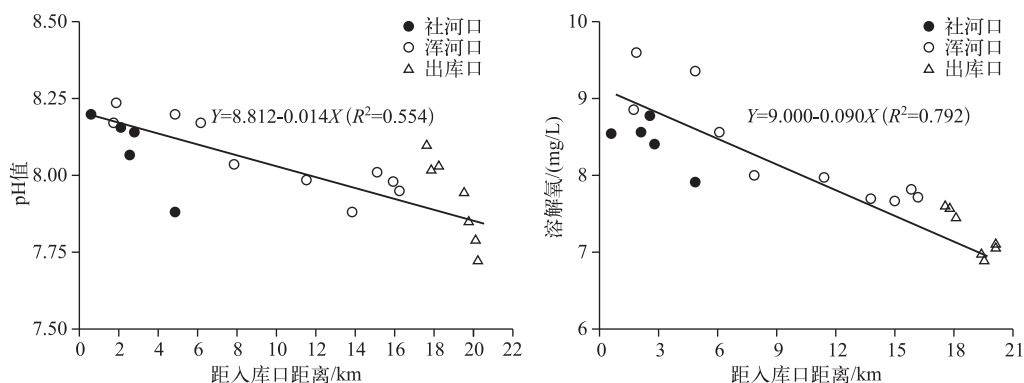 8.50
8.25
8.00
7.75
7.50
pH值
0
2
4
6
8
10
12
14
16
18
20
22
距入库口距离/km
社河口
浑河口
出库口
Y=8.812-0.014X (R²=0.554)
10
9
8
7
6
溶解氧/(mg/L)
0
3
6
9
12
15
18
21
距入库口距离/km
社河口
浑河口
出库口
Y=9.000-0.090X (R²=0.792)